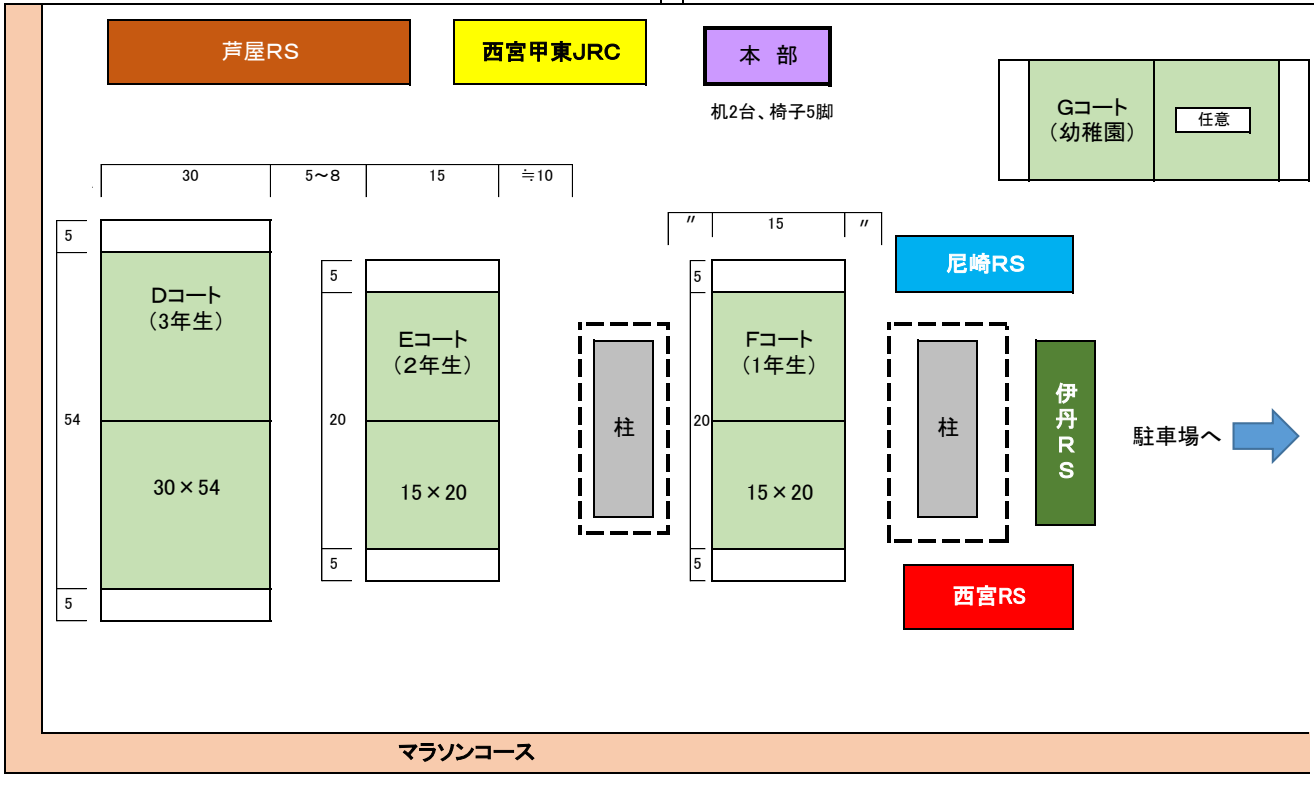 芦屋RS
西宮甲東JRC
本 部
机2台、椅子5脚
Gコート
(幼稚園)
任意
30
5～8
15
≒10
〃
15
〃
5
54
5
Dコート
(3年生)
30×54
5
20
5
Eコート
(２年生)
15×20
柱
5
20
5
Fコート
(1年生)
15×20
尼崎RS
柱
伊丹RS
西宮RS
駐車場へ
マラソンコース